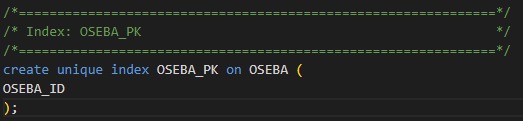 /*==============================================================*/
/* Index: OSEBA_PK                                              */
/*==============================================================*/
create unique index OSEBA_PK on OSEBA (
OSEBA_ID
);